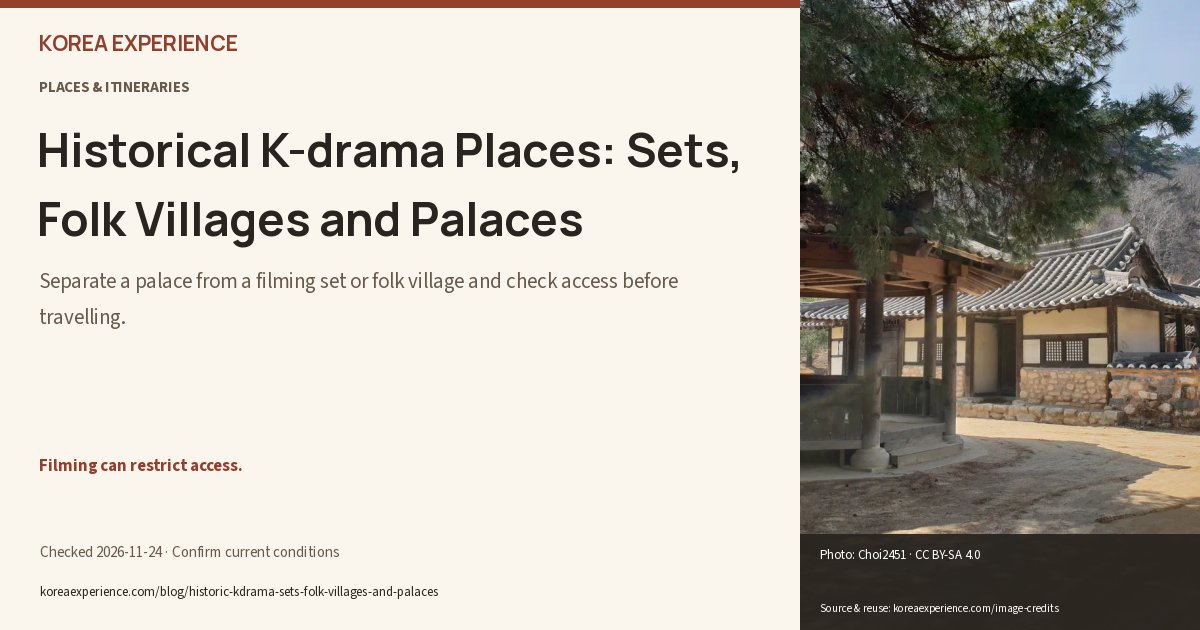 KOREA EXPERIENCE
PLACES & ITINERARIES
Historical K-drama Places: Sets,
Folk Villages and Palaces
Separate a palace from a filming set or folk village and check access before
travelling.
Filming can restrict access.
Checked 2026-11-24 · Confirm current conditions
koreaexperience.com/blog/historic-kdrama-sets-folk-villages-and-palaces
Photo: Choi2451 · CC BY-SA 4.0
Source & reuse: koreaexperience.com/image-credits